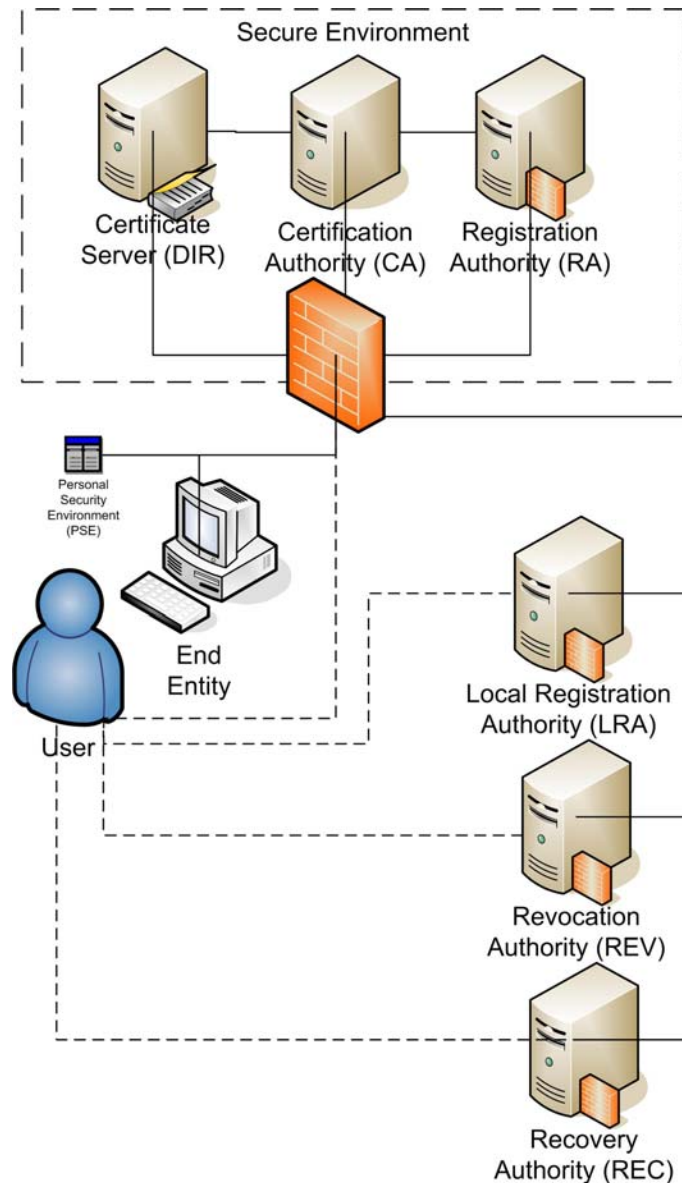 Secure Environment
Certificate
Server (DIR)
Certification
Authority (CA)
Registration
Authority (RA)
Personal
Security
Environment
(PSE)
End
Entity
User
Local Registration
Authority (LRA)
Revocation
Authority (REV)
Recovery
Authority (REC)